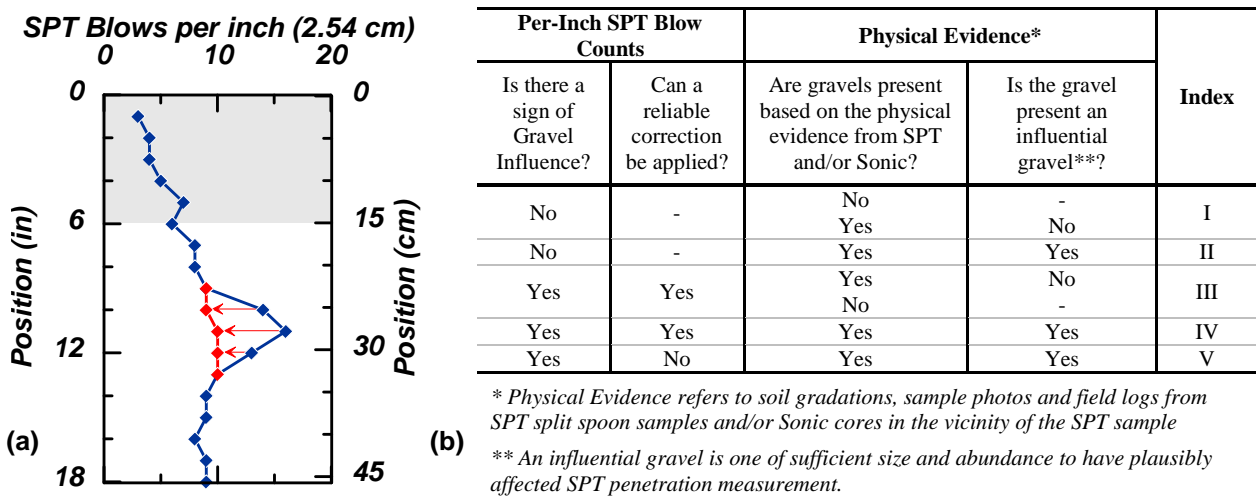 SPT Blows per inch (2.54 cm)
0 10 20
0 0
6 15
12 30
18 45
Position (in)
Position (cm)
(a)
(b)
Per-Inch SPT Blow
Counts
Physical Evidence*
Index
Is there a
sign of
Gravel
Influence?
Can a
reliable
correction
be applied?
Are gravels present
based on the physical
evidence from SPT
and/or Sonic?
Is the gravel
present an
influential
gravel**?
No - No - I
Yes No
No - Yes Yes II
Yes Yes Yes No III
No -
Yes Yes Yes Yes IV
Yes No Yes Yes V
* Physical Evidence refers to soil gradations, sample photos and field logs from
SPT split spoon samples and/or Sonic cores in the vicinity of the SPT sample
** An influential gravel is one of sufficient size and abundance to have plausibly
affected SPT penetration measurement.